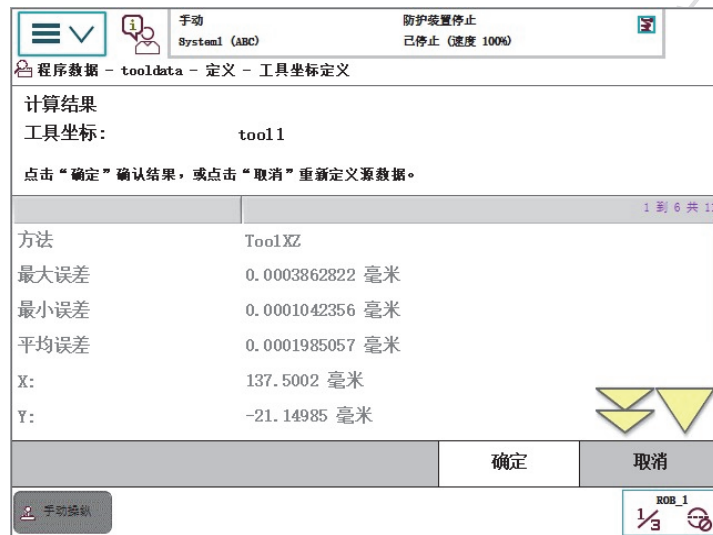 手动
防护装置停止
System1 (ABC)
已停止 (速度 100%)
程序数据 - tooldata - 定义 - 工具坐标定义
计算结果
工具坐标: tool1
点击“确定”确认结果，或点击“取消”重新定义源数据。
1 到 6 共
方法 ToolXZ
最大误差 0.0003862822 毫米
最小误差 0.0001042356 毫米
平均误差 0.0001985057 毫米
X: 137.5002 毫米
Y: -21.14985 毫米
确定 取消
手动操纵
ROB_1
1/3